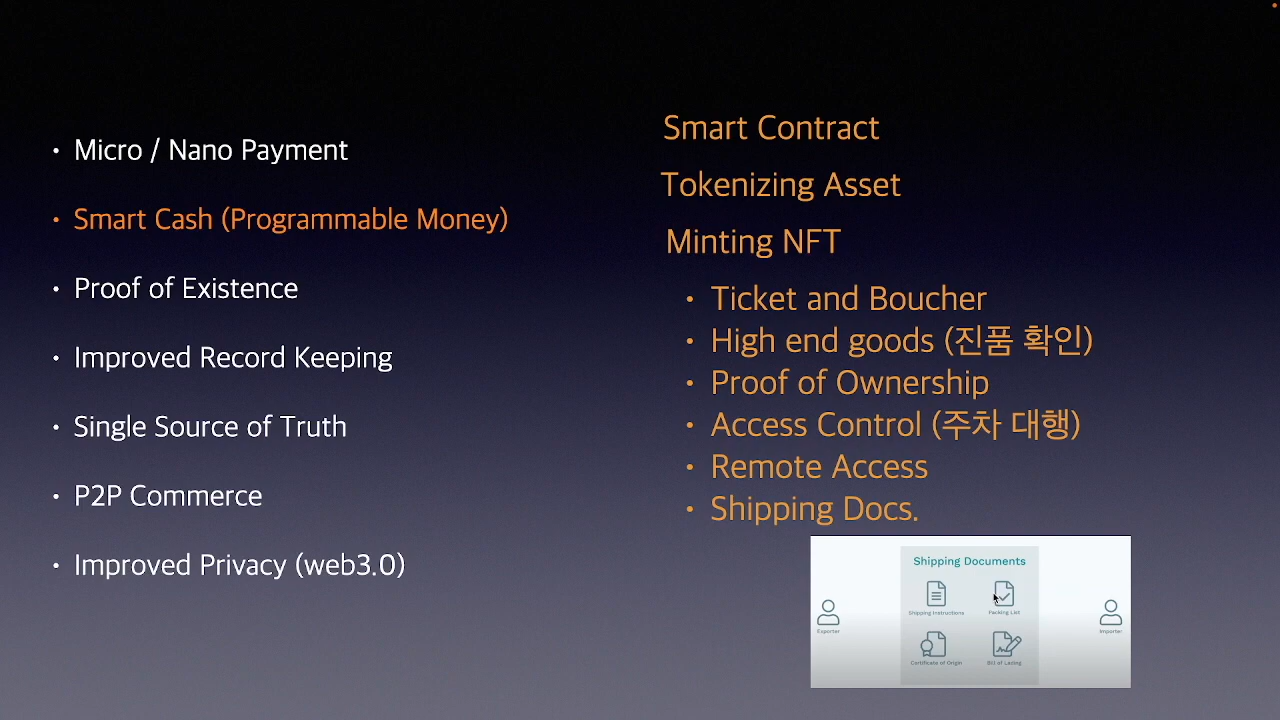 • Micro / Nano Payment
• Smart Cash (Programmable Money)
• Proof of Existence
• Improved Record Keeping
• Single Source of Truth
• P2P Commerce
• Improved Privacy (web3.0)
Smart Contract
Tokenizing Asset
Minting NFT
• Ticket and Boucher
• High end goods (진품 확인)
• Proof of Ownership
• Access Control (주차 대행)
• Remote Access
• Shipping Docs.
Shipping Documents
Shipping Instructions
Packing List
Exporter
Importer
Certificate of Origin
Bill of Lading